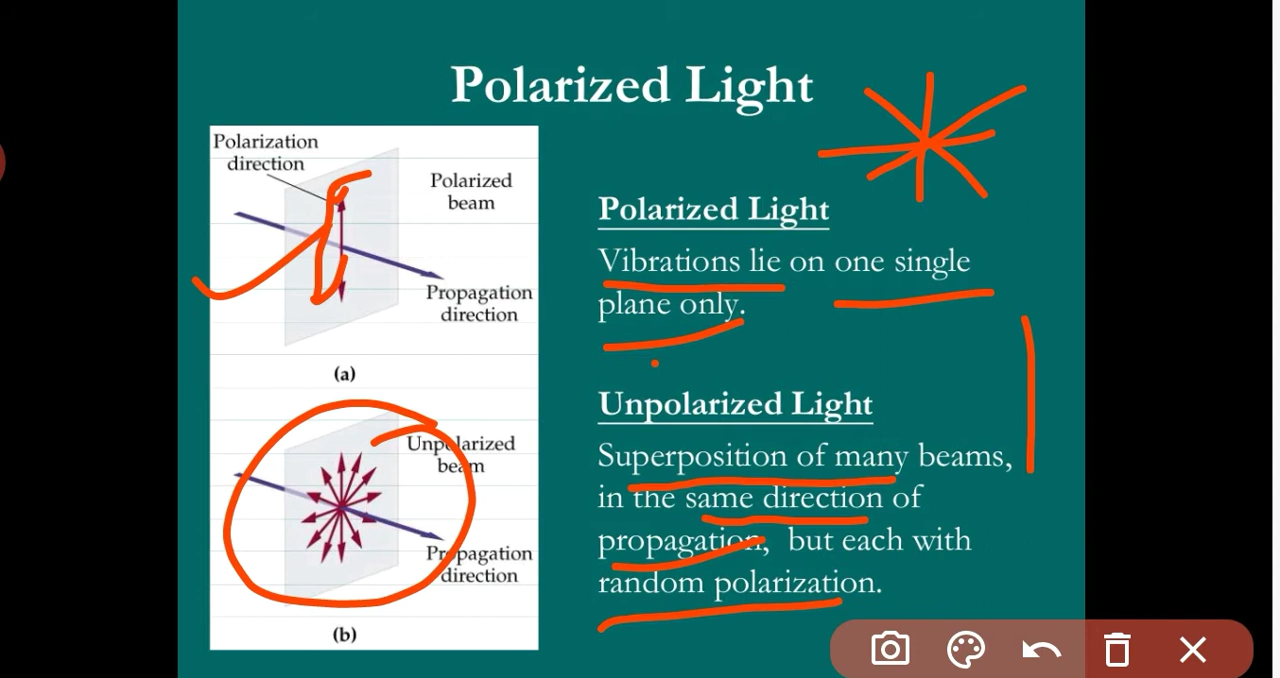 Polarized Light
Polarization
direction
Polarized
beam
Propagation
direction
(a)
Unpolarized
beam
Propagation
direction
(b)
Polarized Light
Vibrations lie on one single
plane only.
Unpolarized Light
Superposition of many beams,
in the same direction of
propagation, but each with
random polarization.